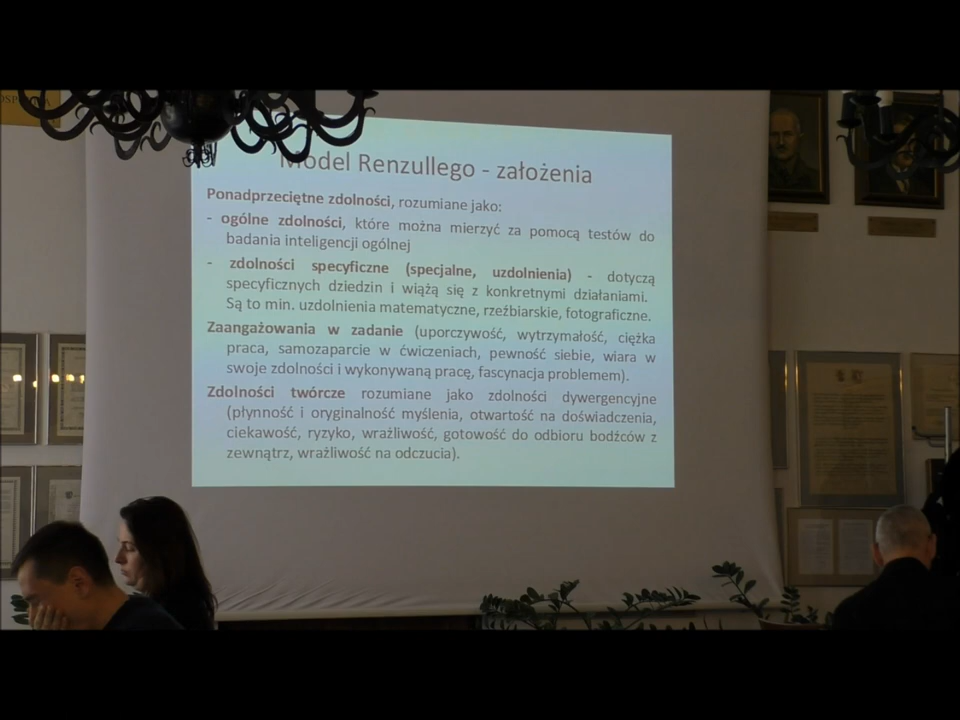 Model Renzullego - założenia
Ponadprzeciętne zdolności, rozumiane jako:
- ogólne zdolności, które można mierzyć za pomocą testów do
badania inteligencji ogólnej
- zdolności specyficzne (specjalne, uzdolnienia) - dotyczą
specyficznych dziedzin i wiążą się z konkretnymi działaniami.
Są to min. uzdolnienia matematyczne, rzeźbiarskie, fotograficzne.
Zaangażowania w zadanie (uporczywość, wytrzymałość, ciężka
praca, samozaparcie w ćwiczeniach, pewność siebie, wiara w
swoje zdolności i wykonywaną pracę, fascynacja problemem).
Zdolności twórcze rozumiane jako zdolności dywergencyjne
(płynność i oryginalność myślenia, otwartość na doświadczenia,
ciekawość, ryzyko, wrażliwość, gotowość do odbioru bodźców z
zewnątrz, wrażliwość na odczucia).